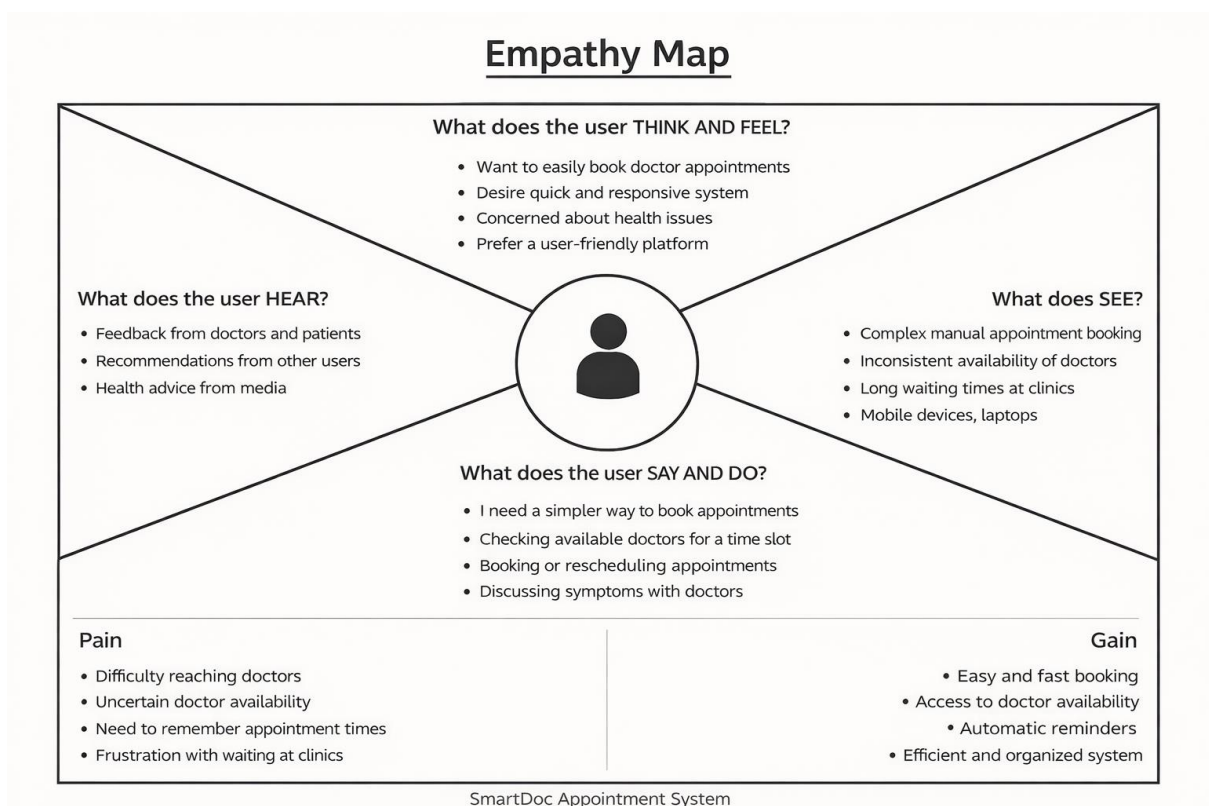 Empathy Map
What does the user THINK AND FEEL?
• Want to easily book doctor appointments
• Desire quick and responsive system
• Concerned about health issues
• Prefer a user-friendly platform
What does the user HEAR?
• Feedback from doctors and patients
• Recommendations from other users
• Health advice from media
What does SEE?
• Complex manual appointment booking
• Inconsistent availability of doctors
• Long waiting times at clinics
• Mobile devices, laptops
What does the user SAY AND DO?
• I need a simpler way to book appointments
• Checking available doctors for a time slot
• Booking or rescheduling appointments
• Discussing symptoms with doctors
Pain
• Difficulty reaching doctors
• Uncertain doctor availability
• Need to remember appointment times
• Frustration with waiting at clinics
Gain
• Easy and fast booking
• Access to doctor availability
• Automatic reminders
• Efficient and organized system
SmartDoc Appointment System